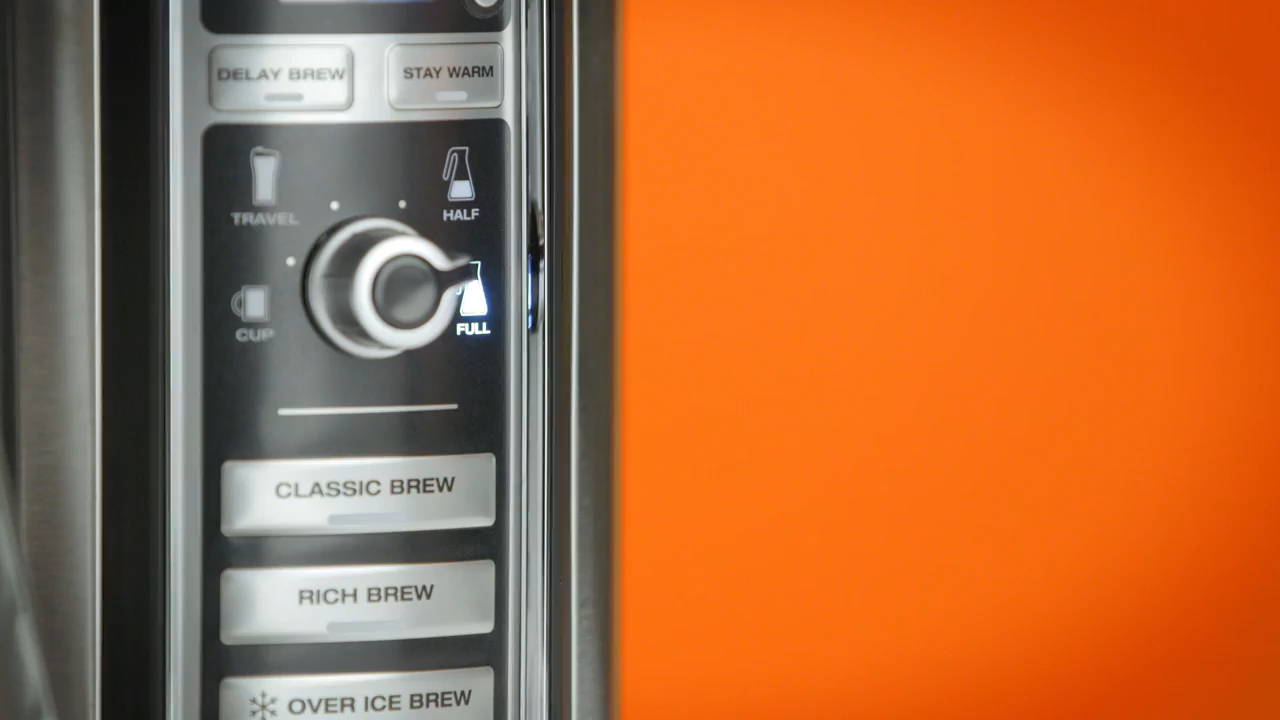 DELAY BREW
STAY WARM
TRAVEL
HALF
CUP
FULL
CLASSIC BREW
RICH BREW
OVER ICE BREW